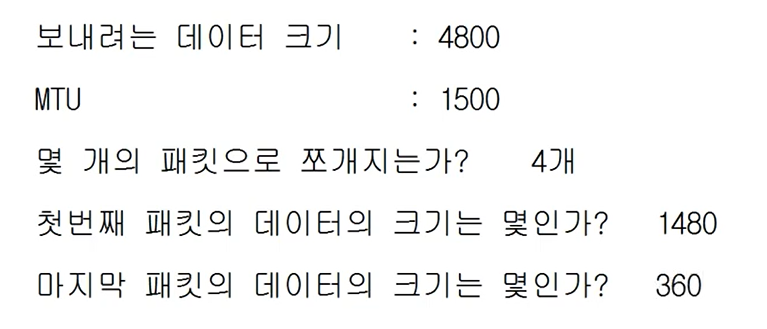 보내려는 데이터 크기 : 4800
MTU : 1500
몇 개의 패킷으로 쪼개지는가? 4개
첫번째 패킷의 데이터의 크기는 몇인가? 1480
마지막 패킷의 데이터의 크기는 몇인가? 360